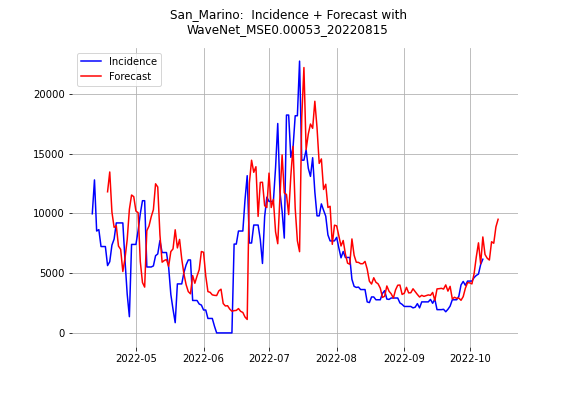 San_Marino:  Incidence + Forecast with
WaveNet_MSE0.00053_20220815
Incidence
Forecast
20000
15000
10000
5000
0
2022-05
2022-06
2022-07
2022-08
2022-09
2022-10